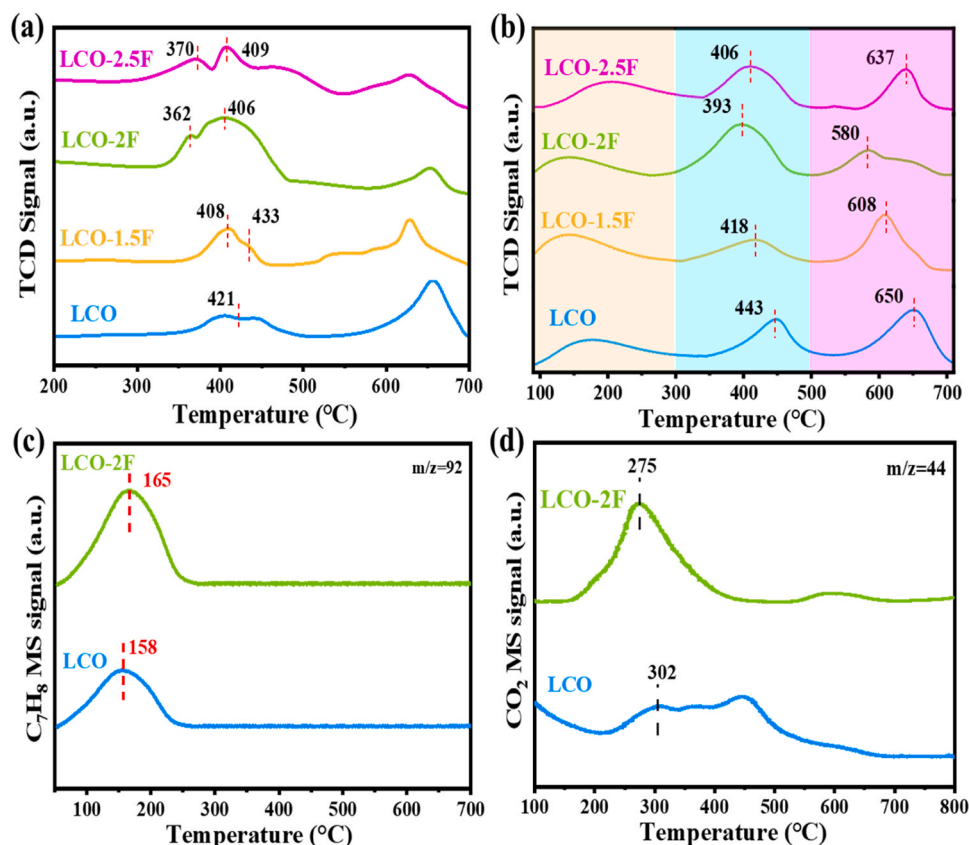 (a)
LCO-2.5F
370
409
LCO-2F
362
406
LCO-1.5F
408
433
LCO
421
TCD Signal (a.u.)
200
300
400
500
600
700
Temperature (°C)
(b)
LCO-2.5F
406
637
LCO-2F
393
580
LCO-1.5F
418
608
LCO
443
650
TCD Signal (a.u.)
100
200
300
400
500
600
700
Temperature (°C)
(c)
LCO-2F
165
m/z=92
LCO
158
C₇H₈ MS signal (a.u.)
100
200
300
400
500
600
700
Temperature (°C)
(d)
275
m/z=44
LCO-2F
302
LCO
CO₂ MS signal (a.u.)
100
200
300
400
500
600
700
800
Temperature (°C)